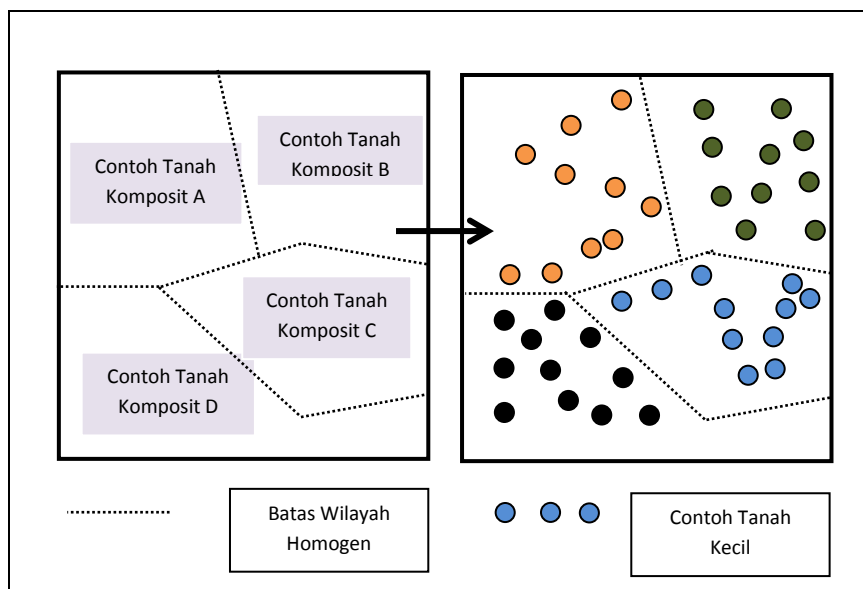 Contoh Tanah
Komposit A
Contoh Tanah
Komposit B
Contoh Tanah
Komposit C
Contoh Tanah
Komposit D
Batas Wilayah
Homogen
Contoh Tanah
Kecil